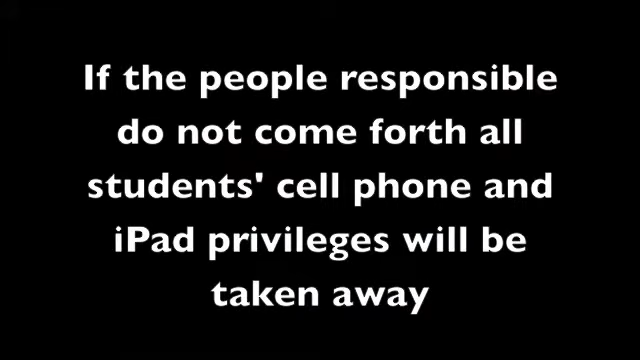 If the people responsible
do not come forth all
students' cell phone and
iPad privileges will be
taken away